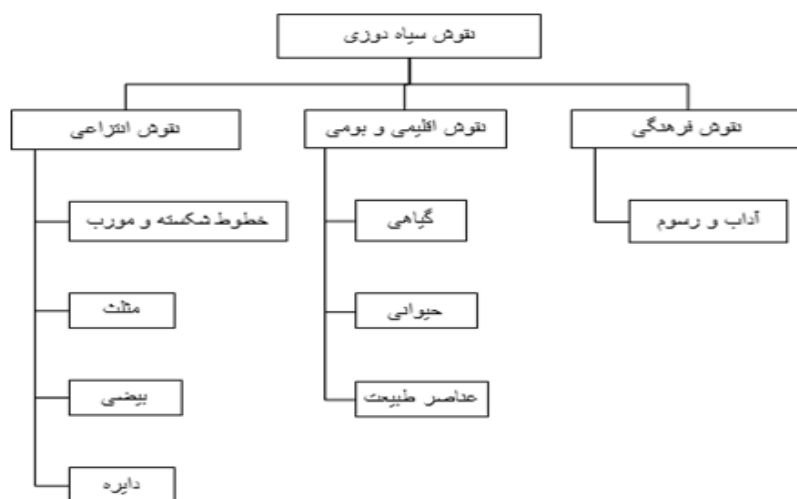 نقوش سیاه دوزی
نقوش فرهنگی
نقوش اقلیمی و بومی
نقوش انتزاعی
آداب و رسوم
گیاهی
خطوط شکسته و مورب
حیوانی
مثلث
عناصر طبیعت
بیضی
دایره